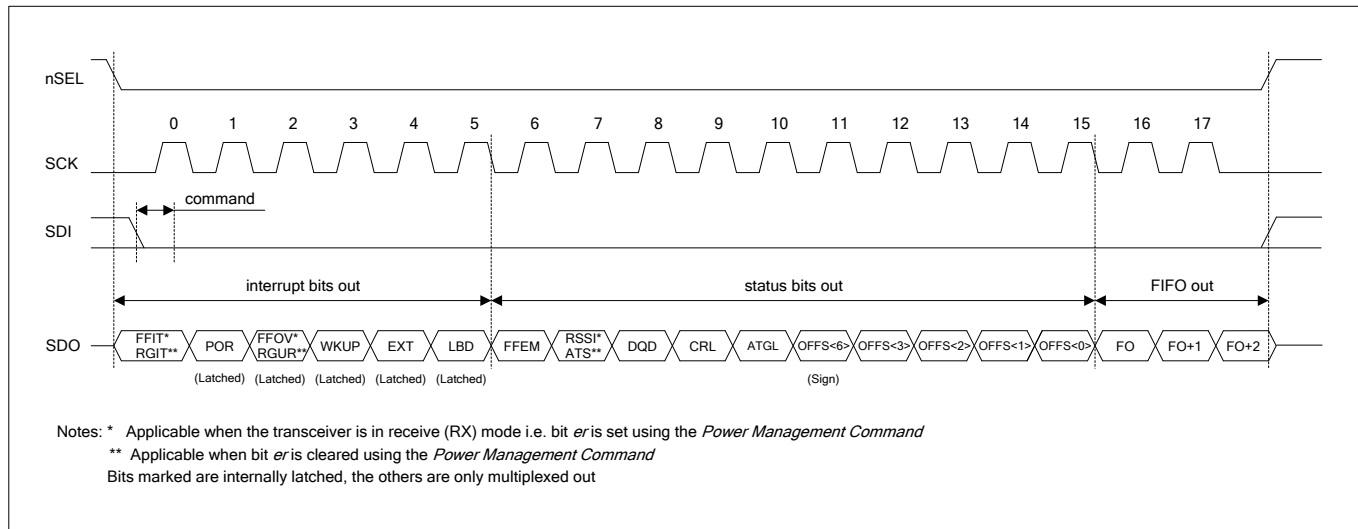 nSEL
0 1 2 3 4 5 6 7 8 9 10 11 12 13 14 15 16 17
SCK
command
SDI
interrupt bits out status bits out FIFO out
SDO
FFIT*
RGIT**
POR
FFOV*
RGUR**
WKUP
EXT
LBD
FFEM
RSSI*
ATS**
DQD
CRL
ATGL
OFFS<6>
OFFS<3>
OFFS<2>
OFFS<1>
OFFS<0>
FO
FO+1
FO+2
(Latched) (Latched) (Latched) (Latched) (Latched) (Sign)
Notes: * Applicable when the transceiver is in receive (RX) mode i.e. bit er is set using the Power Management Command
** Applicable when bit er is cleared using the Power Management Command
Bits marked are internally latched, the others are only multiplexed out